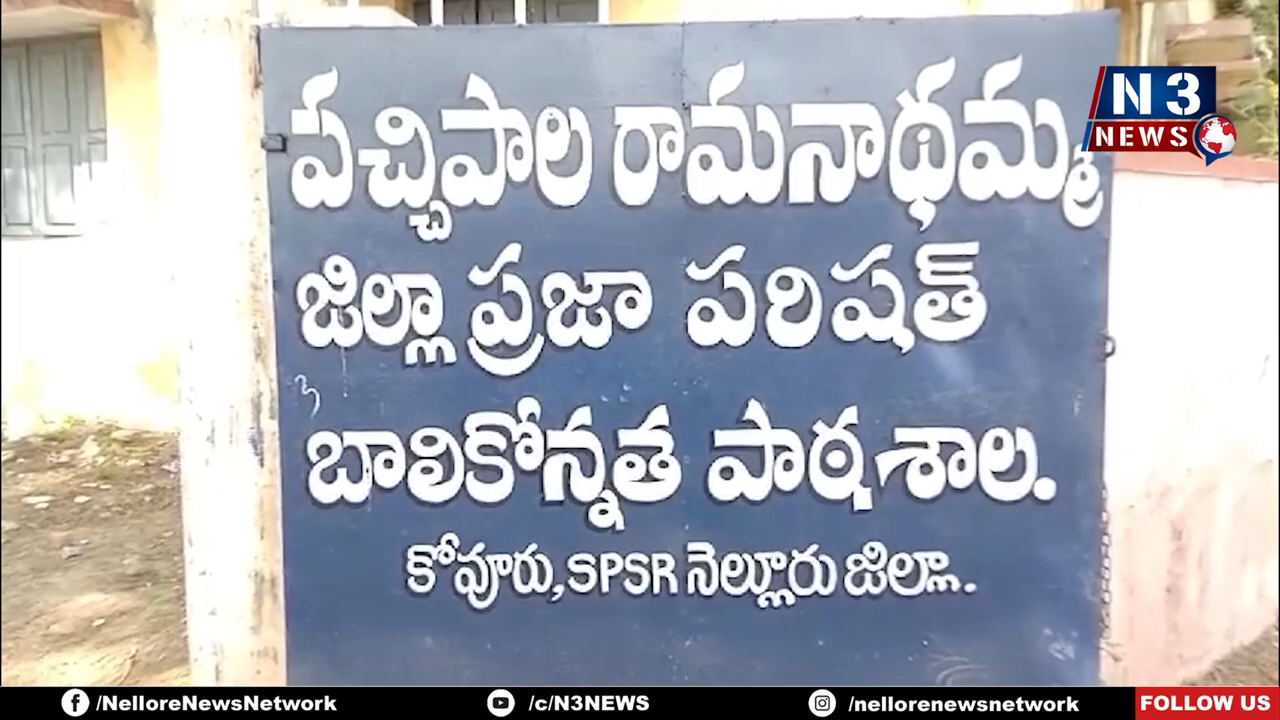 పచ్చిపాల రామనాథమ్మ
జిల్లా ప్రజా పరిషత్
బాలికోన్నత పాఠశాల.
కోవూరు, SPSR నెల్లూరు జిల్లా.
N3
NEWS
/NelloreNewsNetwork
/c/N3NEWS
/nellorenewsnetwork
FOLLOW US